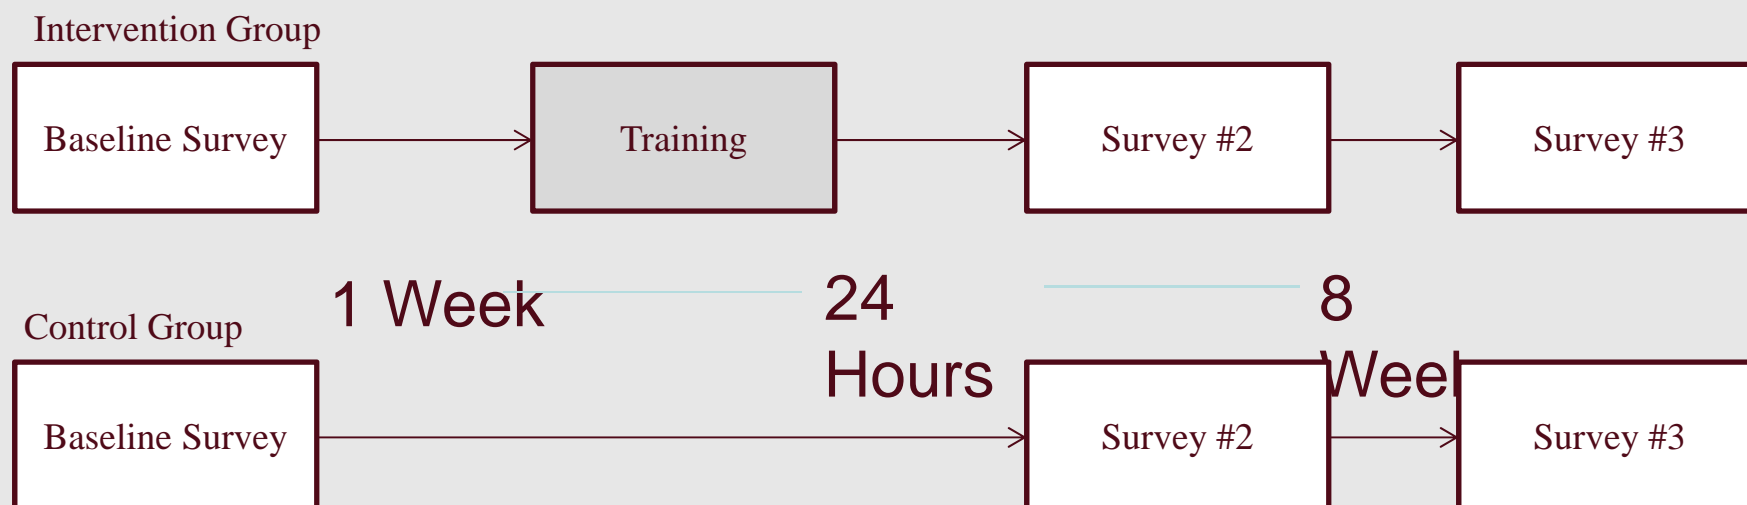 Intervention Group
Baseline Survey
Training
Survey #2
Survey #3
1 Week
24
Hours
8
Control Group
Baseline Survey
Survey #2
Survey #3